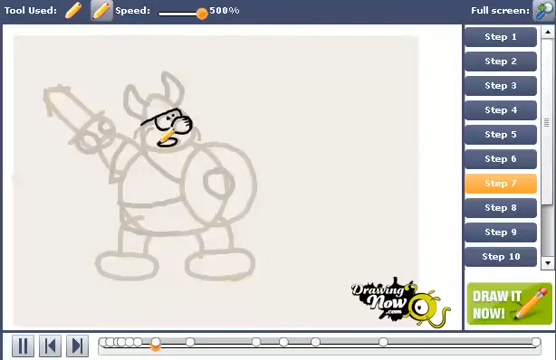 Tool Used: Speed: 500% Full screen:
Step 1
Step 2
Step 3
Step 4
Step 5
Step 6
Step 7
Step 8
Step 9
Step 10
Drawing
Now.com
DRAW IT
NOW!